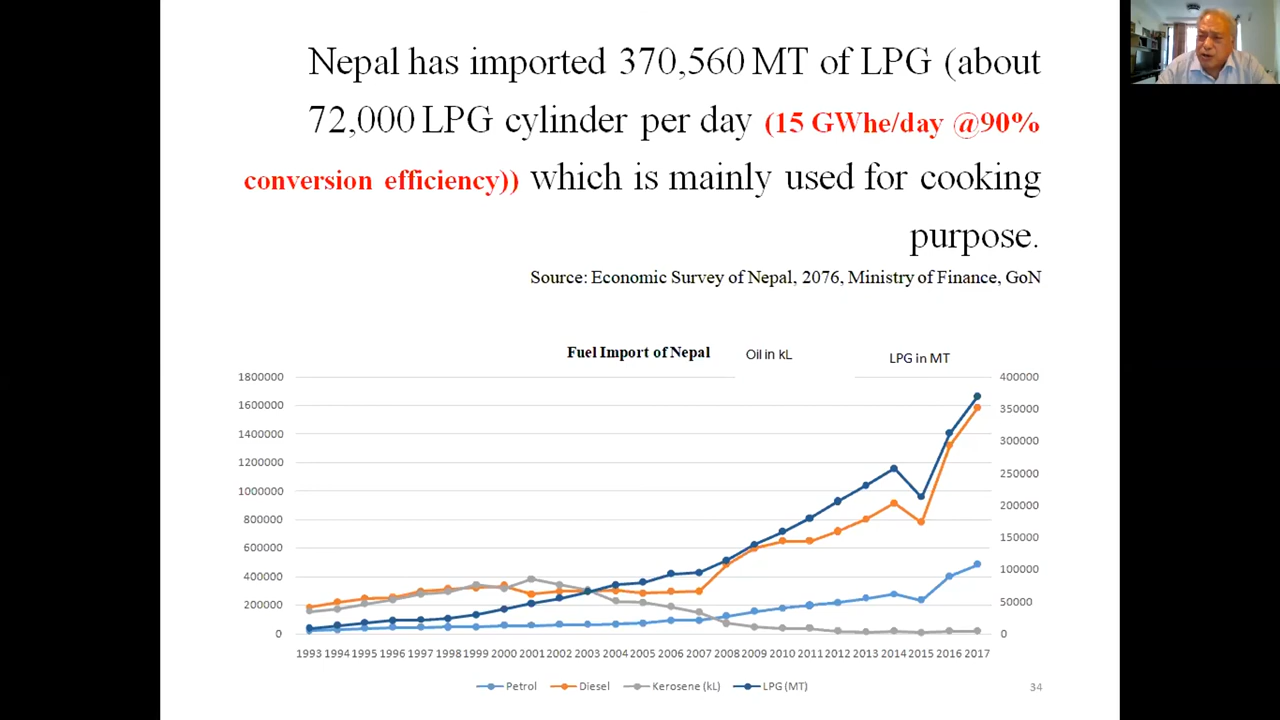 Nepal has imported 370,560 MT of LPG (about
72,000 LPG cylinder per day (15 GWhe/day @90%
conversion efficiency)) which is mainly used for cooking
purpose.
Source: Economic Survey of Nepal, 2076, Ministry of Finance, GoN
Fuel Import of Nepal Oil in kL LPG in MT
1800000 400000
1600000 350000
1400000 300000
1200000 250000
1000000 200000
800000 150000
600000 100000
400000 50000
200000 0
0
1993 1994 1995 1996 1997 1998 1999 2000 2001 2002 2003 2004 2005 2006 2007 2008 2009 2010 2011 2012 2013 2014 2015 2016 2017
Petrol Diesel Kerosene (kL) LPG (MT)
34